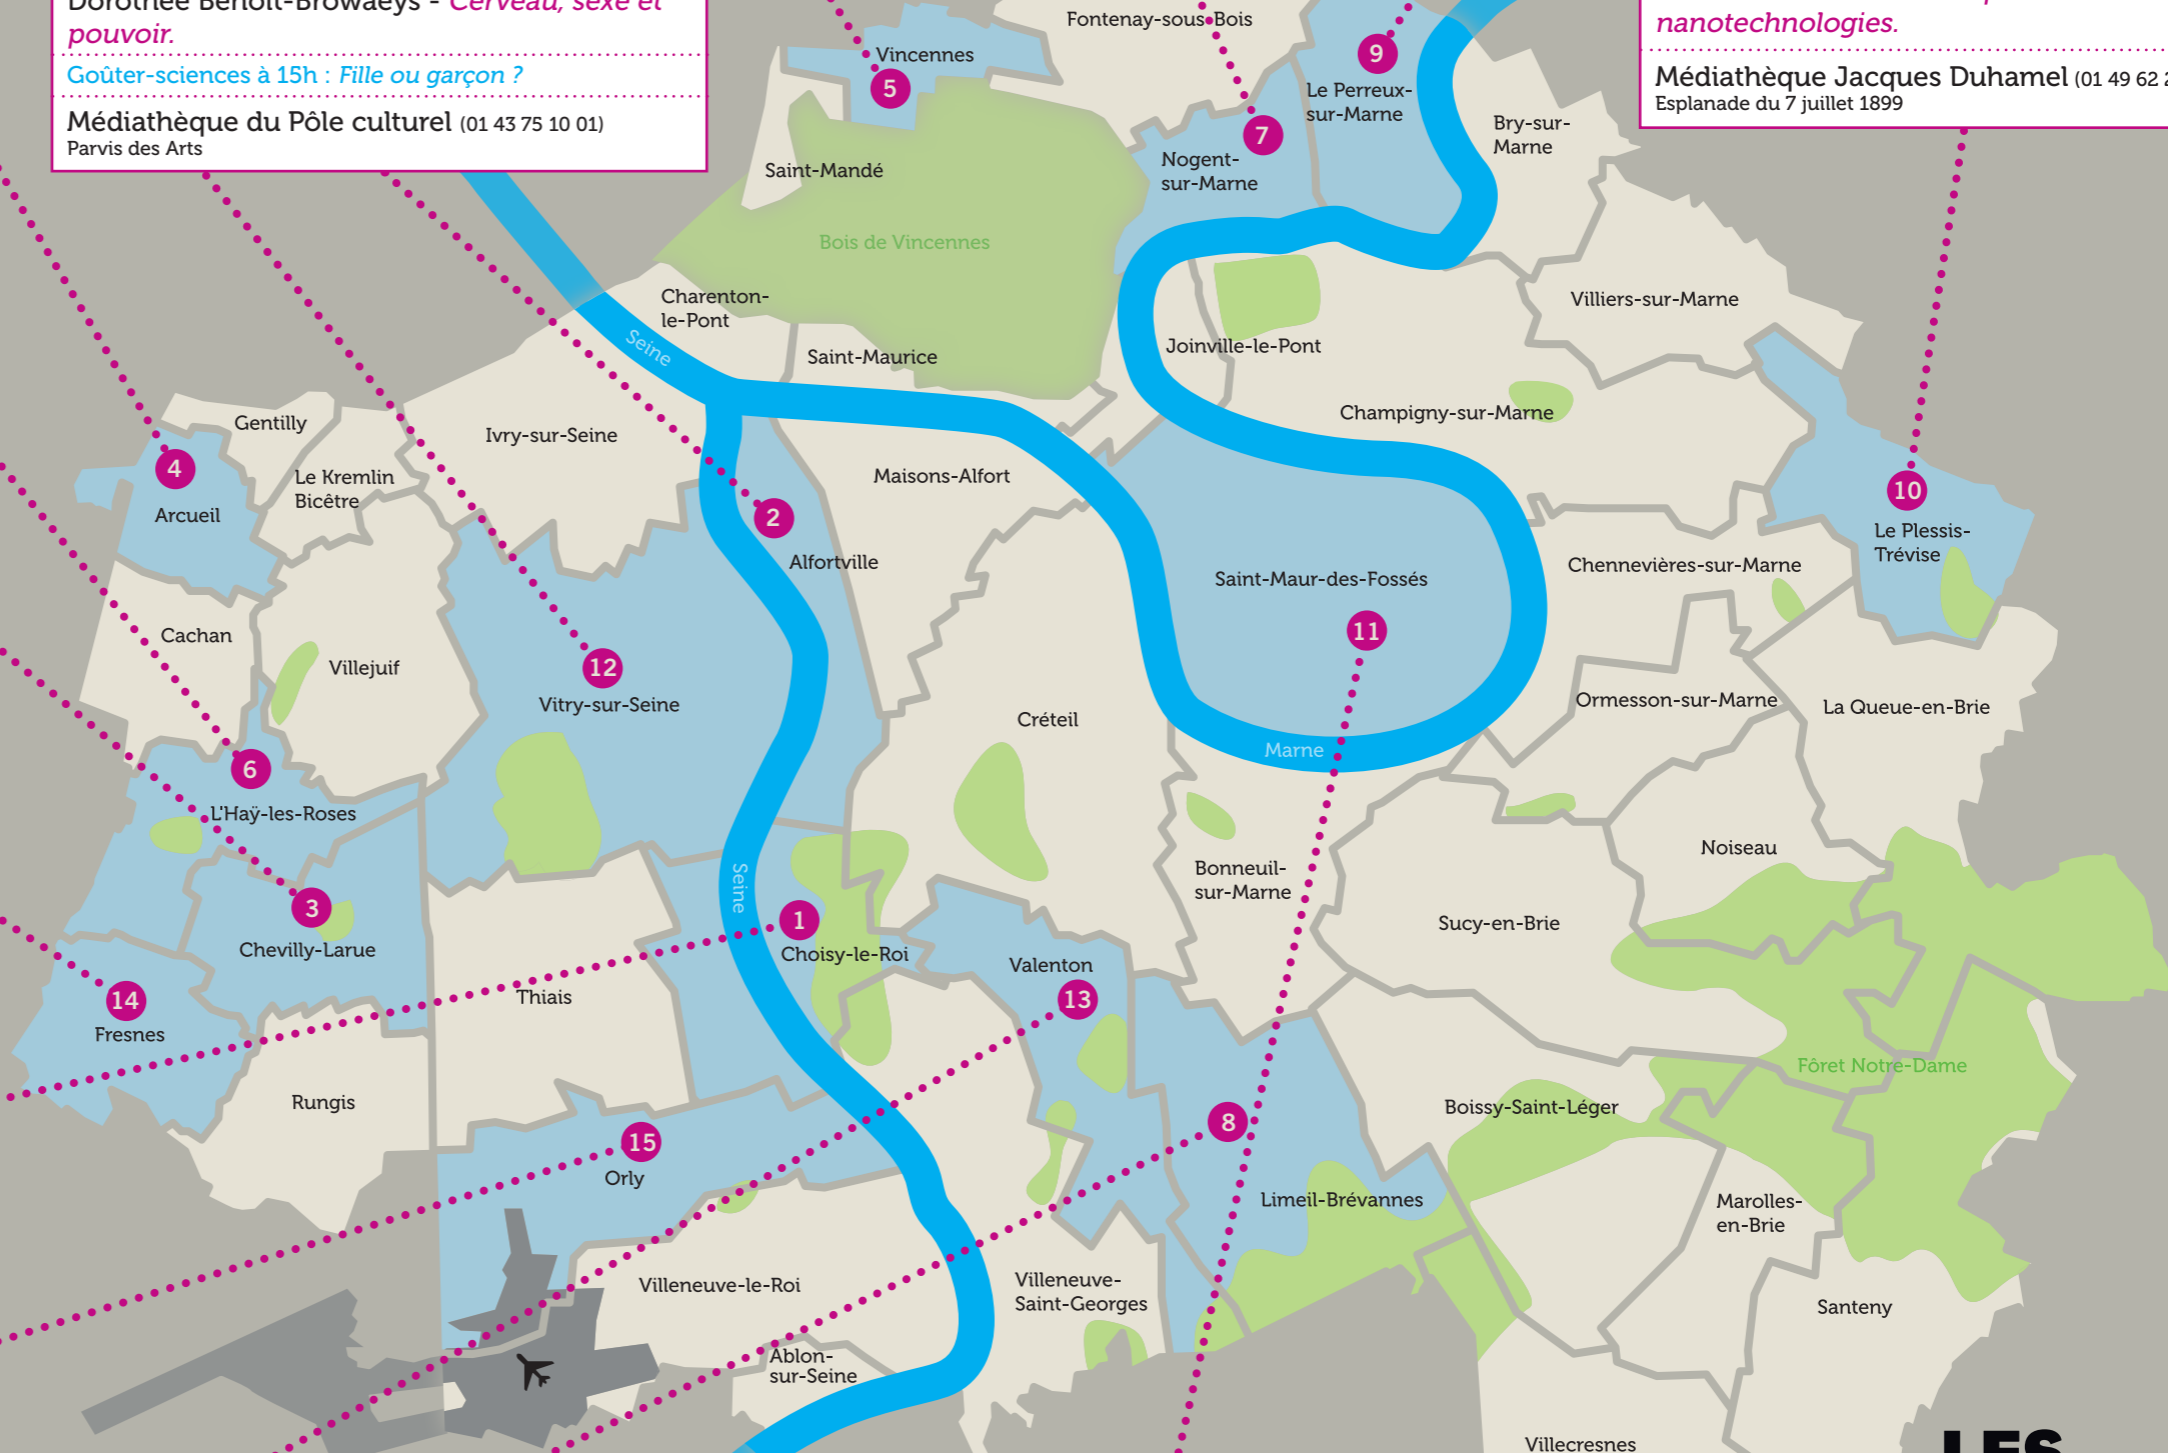 pouvoir.
Goûter-sciences à 15h : Fille ou garçon ?
Médiathèque du Pôle culturel (01 43 75 10 01)
Parvis des Arts
nanotechnologies.
Médiathèque Jacques Duhamel (01 49 62
Esplanade du 7 juillet 1899
Fontenay-sous-Bois
Vincennes
5
9
Le Perreux-
sur-Marne
7
Nogent-
sur-Marne
Bry-sur-
Marne
Saint-Mandé
Bois de Vincennes
Charenton-
le-Pont
Seine
Saint-Maurice
Joinville-le-Pont
Villiers-sur-Marne
Champigny-sur-Marne
Gentilly
Ivry-sur-Seine
4
Le Kremlin
Bicêtre
Maisons-Alfort
10
Arcueil
2
Le Plessis-
Trévise
Alfortville
Saint-Maur-des-Fossés
Chennevières-sur-Marne
11
Cachan
Villejuif
12
Vitry-sur-Seine
Créteil
Ormesson-sur-Marne
La Queue-en-Brie
Marne
6
L'Haÿ-les-Roses
Noiseau
Seine
Bonneuil-
sur-Marne
3
Chevilly-Larue
1
Choisy-le-Roi
Sucy-en-Brie
Valenton
13
14
Fresnes
Thiais
Fôret Notre-Dame
Rungis
Boissy-Saint-Léger
8
15
Orly
Limeil-Brévannes
Marolles-
en-Brie
Villeneuve-le-Roi
Villeneuve-
Saint-Georges
Santeny
Ablon-
sur-Seine
Villecresnes
LES